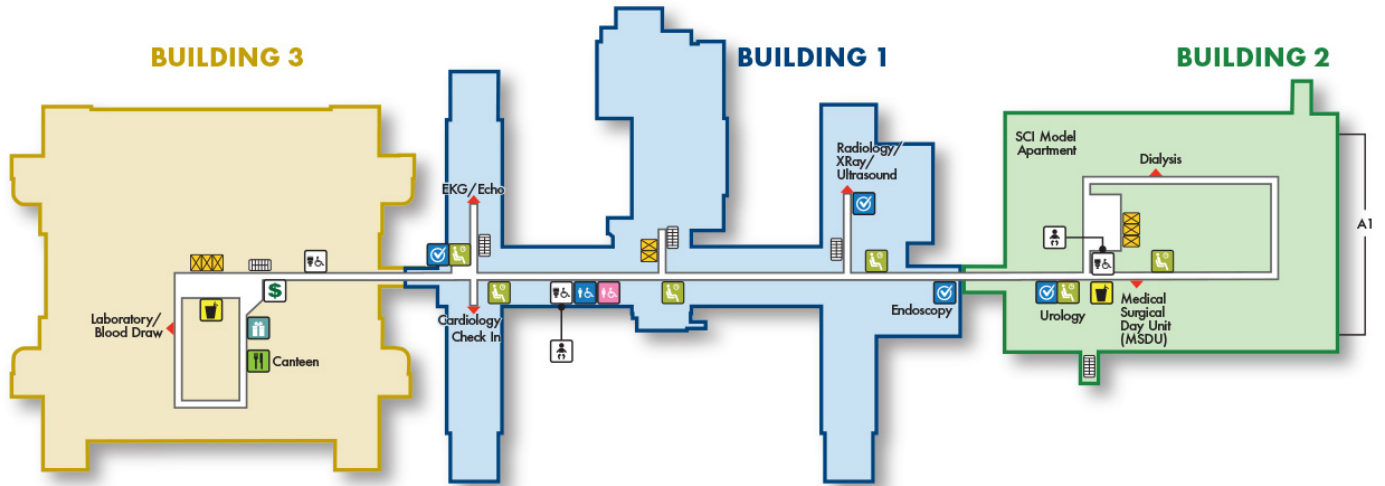 BUILDING 3
BUILDING 1
BUILDING 2
EKG/Echo
Radiology/
XRay/
Ultrasound
SCI Model
Apartment
Dialysis
A1
$
Laboratory/
Blood Draw
Canteen
Cardiology
Check In
Endoscopy
Urology
Medical
Surgical
Day Unit
(MSDU)